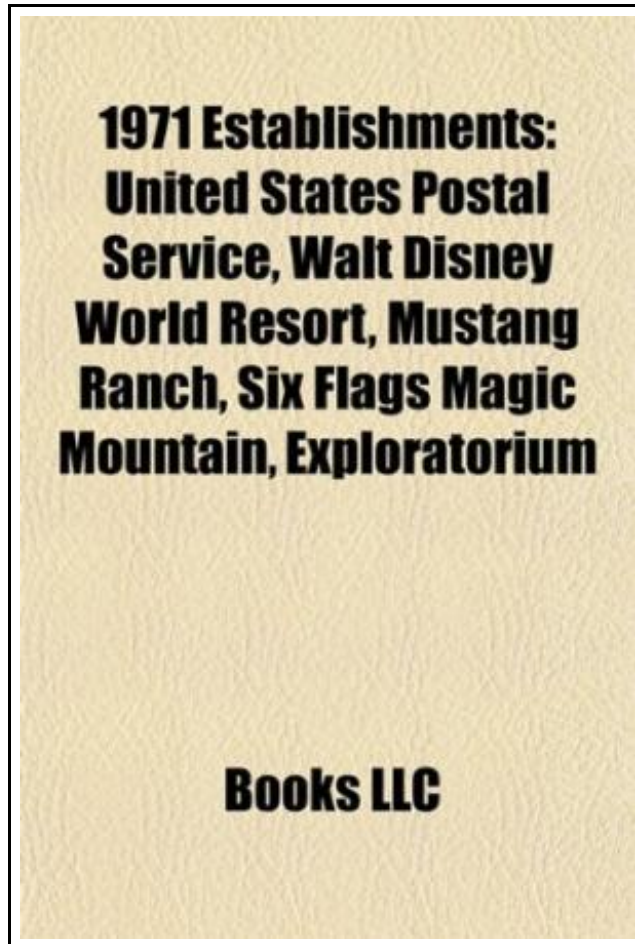 1971 Establishments:
United States Postal
Service, Walt Disney
World Resort, Mustang
Ranch, Six Flags Magic
Mountain, Exploratorium
Books LLC